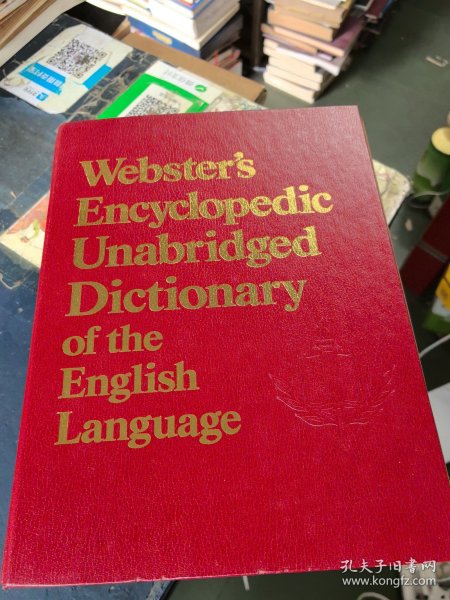 Webster's
Encyclopedic
Unabridged
Dictionary
of the
English
Language
孔夫子旧书网
www.kongfz.com